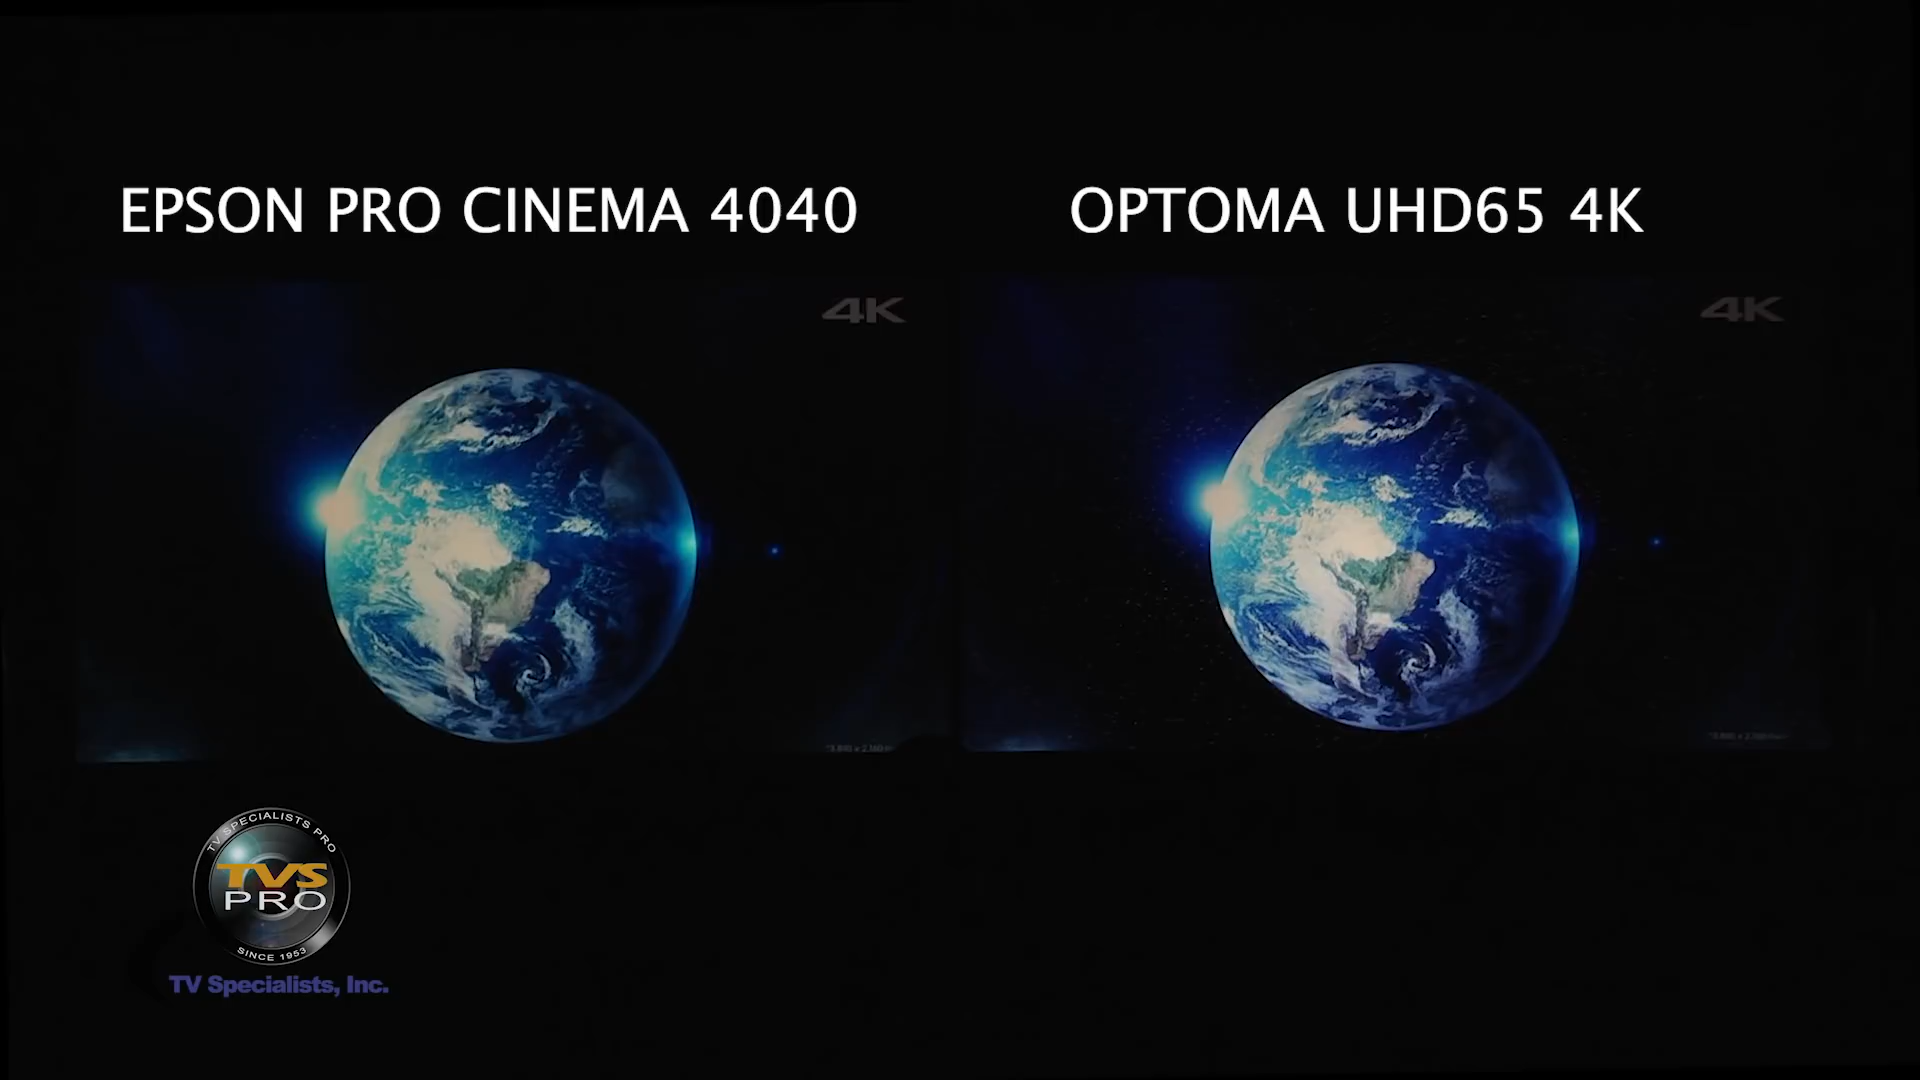 EPSON PRO CINEMA 4040
OPTOMA UHD65 4K
4K
4K
TV SPECIALISTS PRO
TVS
PRO
SINCE 1953
TV Specialists, Inc.